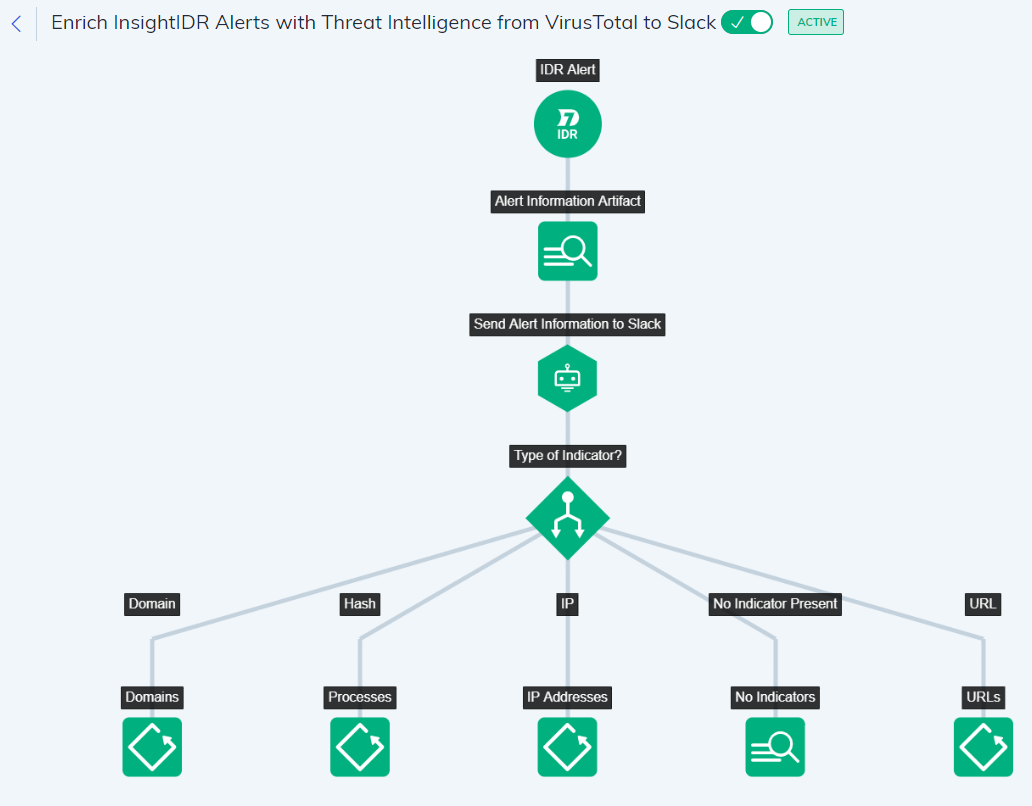 Enrich InsightIDR Alerts with Threat Intelligence from VirusTotal to Slack ACTIVE
IDR Alert
7
IDR
Alert Information Artifact
Send Alert Information to Slack
Type of Indicator?
Domain Hash IP No Indicator Present URL
Domains Processes IP Addresses No Indicators URLs